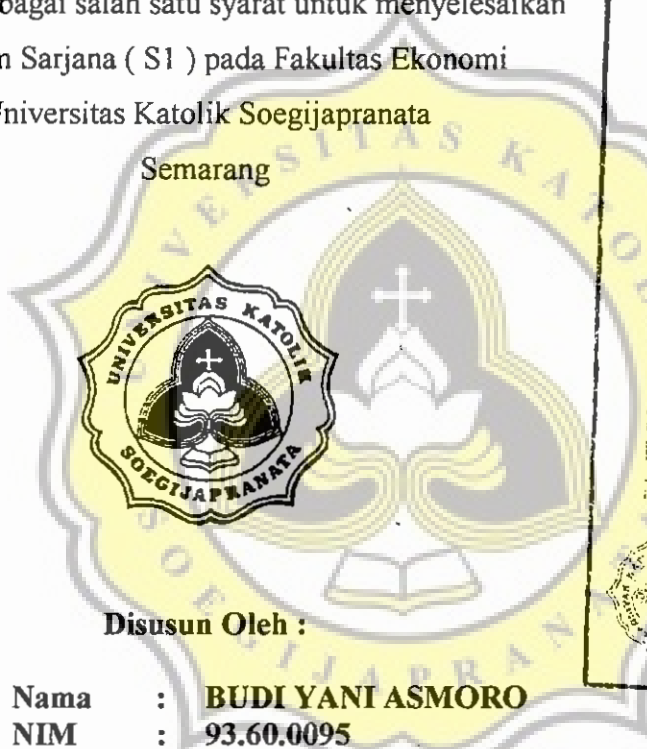 bagai salah satu syarat untuk menyelesaikan
Sarjana ( S1 ) pada Fakultas Ekonomi
niversitas Katolik Soegijapranata
Semarang
UNIVERSITAS KATOLIK
SOEGIJAPRANATA
Disusun Oleh :
Nama : BUDI YANI ASMORO
NIM : 93.60.0095